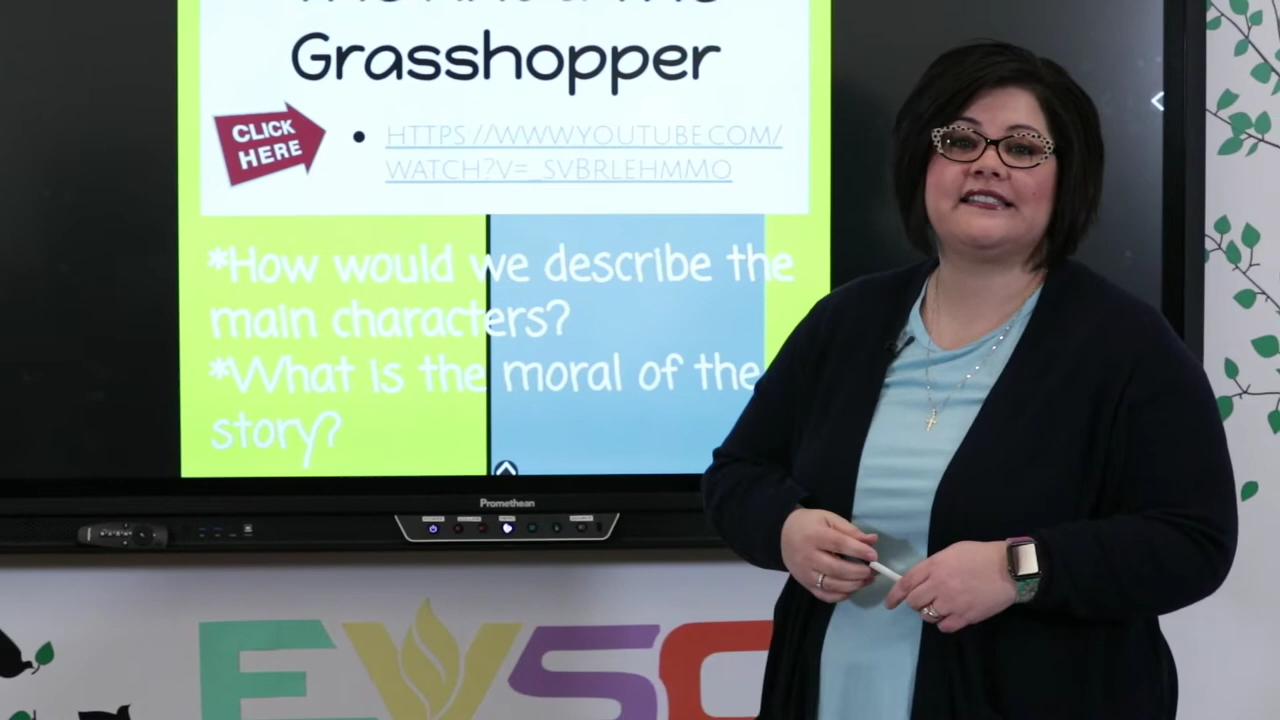 Grasshopper
CLICK
HERE
• HTTPS://WWW.YOUTUBE.COM/
WATCH?V=_SVBRLEHMMO
*How would we describe the
main characters?
*What is the moral of the
story?
Promethean
EVSC